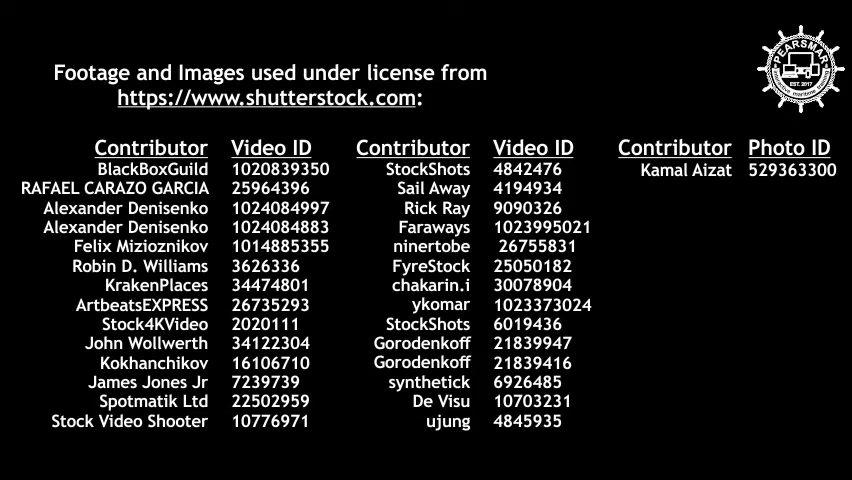 PEARSMAR
EST. 2017
Footage and Images used under license from
https://www.shutterstock.com:
Contributor Video ID
BlackBoxGuild 1020839350
RAFAEL CARAZO GARCIA 25964396
Alexander Denisenko 1024084997
Alexander Denisenko 1024084883
Felix Mizioznikov 1014885355
Robin D. Williams 3626336
KrakenPlaces 34474801
ArtbeatsEXPRESS 26735293
Stock4KVideo 2020111
John Wollwerth 34122304
Kokhanchikov 16106710
James Jones Jr 7239739
Spotmatik Ltd 22502959
Stock Video Shooter 10776971
Contributor Video ID
StockShots 4842476
Sail Away 4194934
Rick Ray 9090326
Faraways 1023995021
ninertobe 26755831
FyreStock 25050182
chakarin.i 30078904
ykomar 1023373024
StockShots 6019436
Gorodenkoff 21839947
Gorodenkoff 21839416
synthetick 6926485
De Visu 10703231
ujung 4845935
Contributor Photo ID
Kamal Aizat 529363300